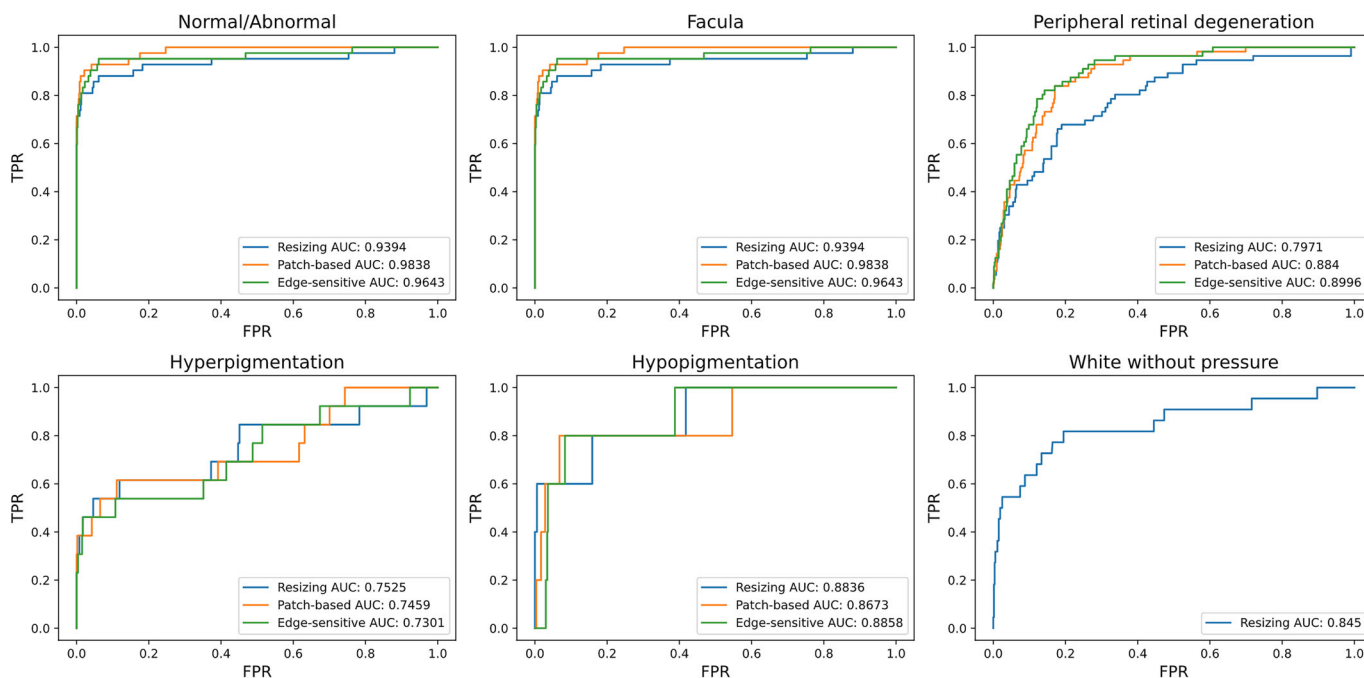 Normal/Abnormal
1.0
0.8
0.6
0.4
0.2
0.0
TPR
Resizing AUC: 0.9394
Patch-based AUC: 0.9838
Edge-sensitive AUC: 0.9643
0.0 0.2 0.4 0.6 0.8 1.0
FPR
Facula
1.0
0.8
0.6
0.4
0.2
0.0
TPR
Resizing AUC: 0.9394
Patch-based AUC: 0.9838
Edge-sensitive AUC: 0.9643
0.0 0.2 0.4 0.6 0.8 1.0
FPR
Peripheral retinal degeneration
1.0
0.8
0.6
0.4
0.2
0.0
TPR
Resizing AUC: 0.7971
Patch-based AUC: 0.884
Edge-sensitive AUC: 0.8996
0.0 0.2 0.4 0.6 0.8 1.0
FPR
Hyperpigmentation
1.0
0.8
0.6
0.4
0.2
0.0
TPR
Resizing AUC: 0.7525
Patch-based AUC: 0.7459
Edge-sensitive AUC: 0.7301
0.0 0.2 0.4 0.6 0.8 1.0
FPR
Hypopigmentation
1.0
0.8
0.6
0.4
0.2
0.0
TPR
Resizing AUC: 0.8836
Patch-based AUC: 0.8673
Edge-sensitive AUC: 0.8858
0.0 0.2 0.4 0.6 0.8 1.0
FPR
White without pressure
1.0
0.8
0.6
0.4
0.2
0.0
TPR
Resizing AUC: 0.845
0.0 0.2 0.4 0.6 0.8 1.0
FPR